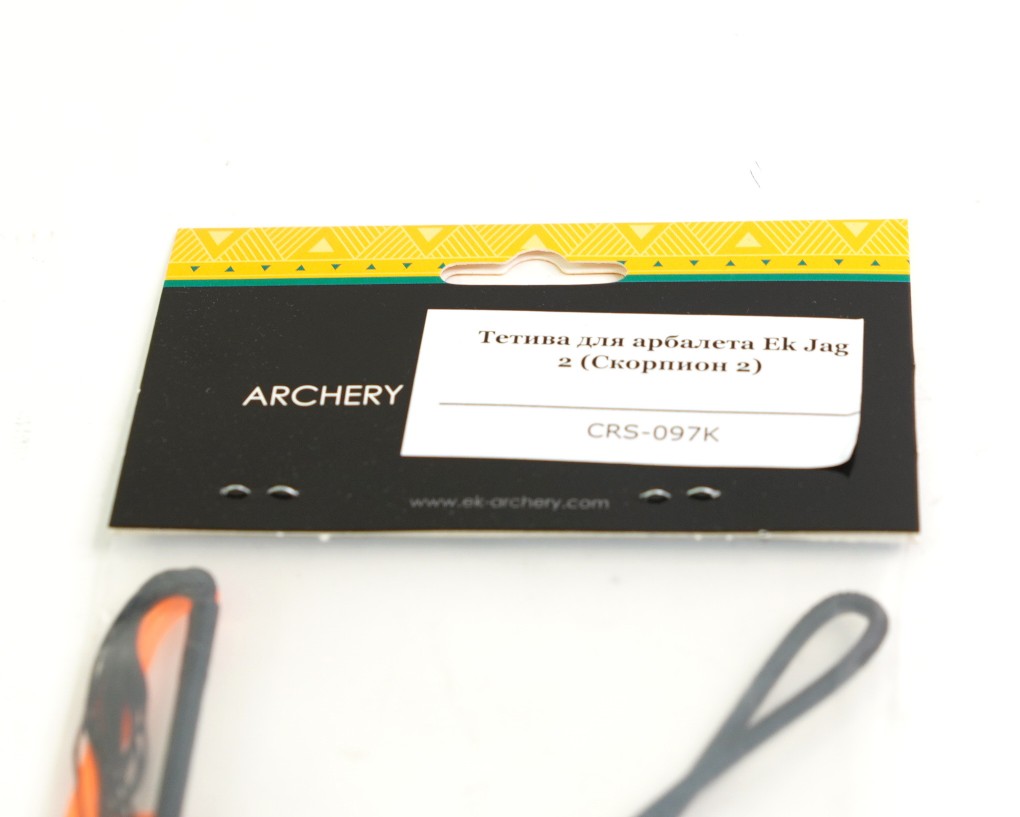 Тетива для арбалета Ek Jag
2 (Скорпион 2)
ARCHERY
CRS-097K
www.ek-archery.com